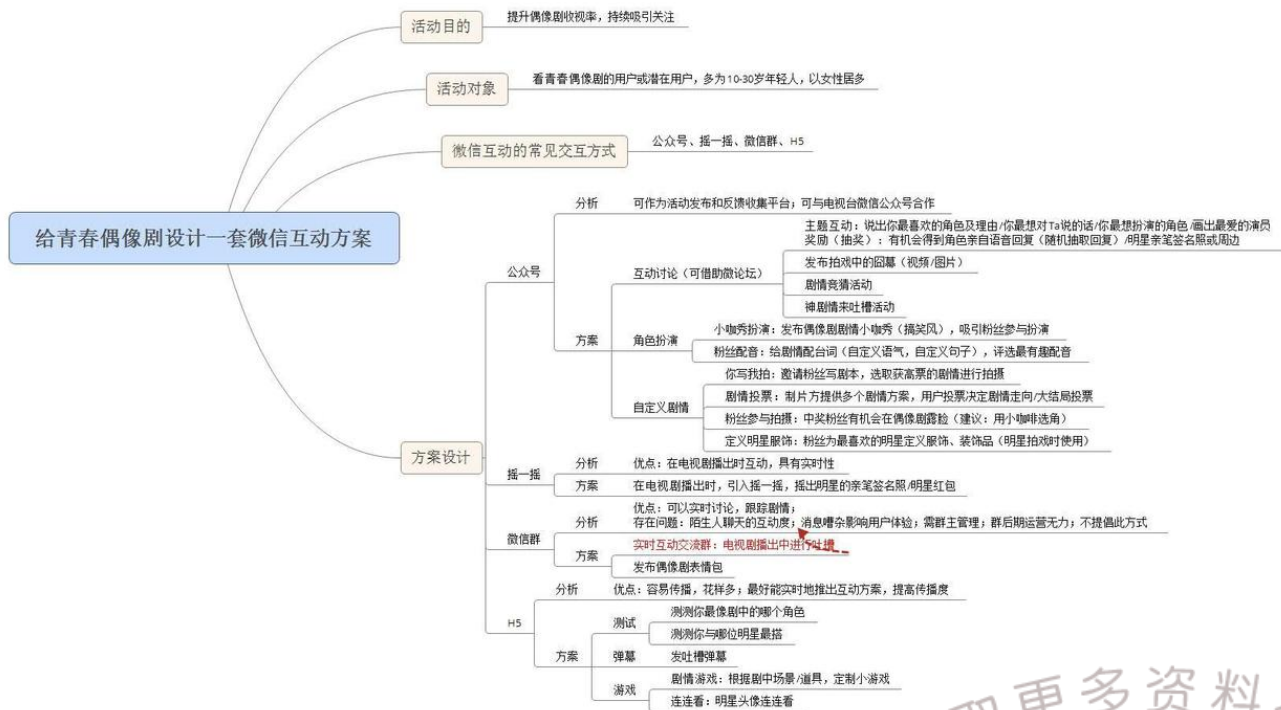 活动目的
提升偶像剧收视率，持续吸引关注
活动对象
看青春偶像剧的用户或潜在用户，多为10-30岁年轻人，以女性居多
微信互动的常见交互方式
公众号、摇一摇、微信群、H5
给青春偶像剧设计一套微信互动方案
方案设计
公众号
分析
可作为活动发布和反馈收集平台；可与电视台微信公众号合作
方案
互动讨论（可借助微论坛）
主题互动：说出你最喜欢的角色及理由/你最想对Ta说的话/你最想扮演的角色/画出最爱的演员
奖励（抽奖）：有机会得到角色亲自语音回复（随机抽取回复）/明星亲笔签名照或周边
发布拍戏中的囧幕（视频/图片）
剧情竞猜活动
神剧情来吐槽活动
角色扮演
小咖秀扮演：发布偶像剧剧情小咖秀（搞笑风），吸引粉丝参与扮演
粉丝配音：给剧情配台词（自定义语气，自定义句子），评选最有趣配音
自定义剧情
你写我拍：邀请粉丝写剧本，选取获高票的剧情进行拍摄
剧情投票：制片方提供多个剧情方案，用户投票决定剧情走向/大结局投票
粉丝参与拍摄：中奖粉丝有机会在偶像剧露脸（建议：用小咖啡选角）
定义明星服饰：粉丝为最喜欢的明星定义服饰、装饰品（明星拍戏时使用）
摇一摇
分析
优点：在电视剧播出时互动，具有实时性
方案
在电视剧播出时，引入摇一摇，摇出明星的亲笔签名照/明星红包
微信群
分析
优点：可以实时讨论，跟踪剧情；
存在问题：陌生人聊天的互动度；消息嘈杂影响用户体验；需群主管理；群后期运营无力；不提倡此方式
方案
实时互动交流群：电视剧播出中进行吐槽
发布偶像剧表情包
H5
分析
优点：容易传播，花样多；最好能实时地推出互动方案，提高传播度
方案
测试
测测你最像剧中的哪个角色
测测你与哪位明星最搭
弹幕
发吐槽弹幕
游戏
剧情游戏：根据剧中场景/道具，定制小游戏
连连看：明星头像连连看
更多资料